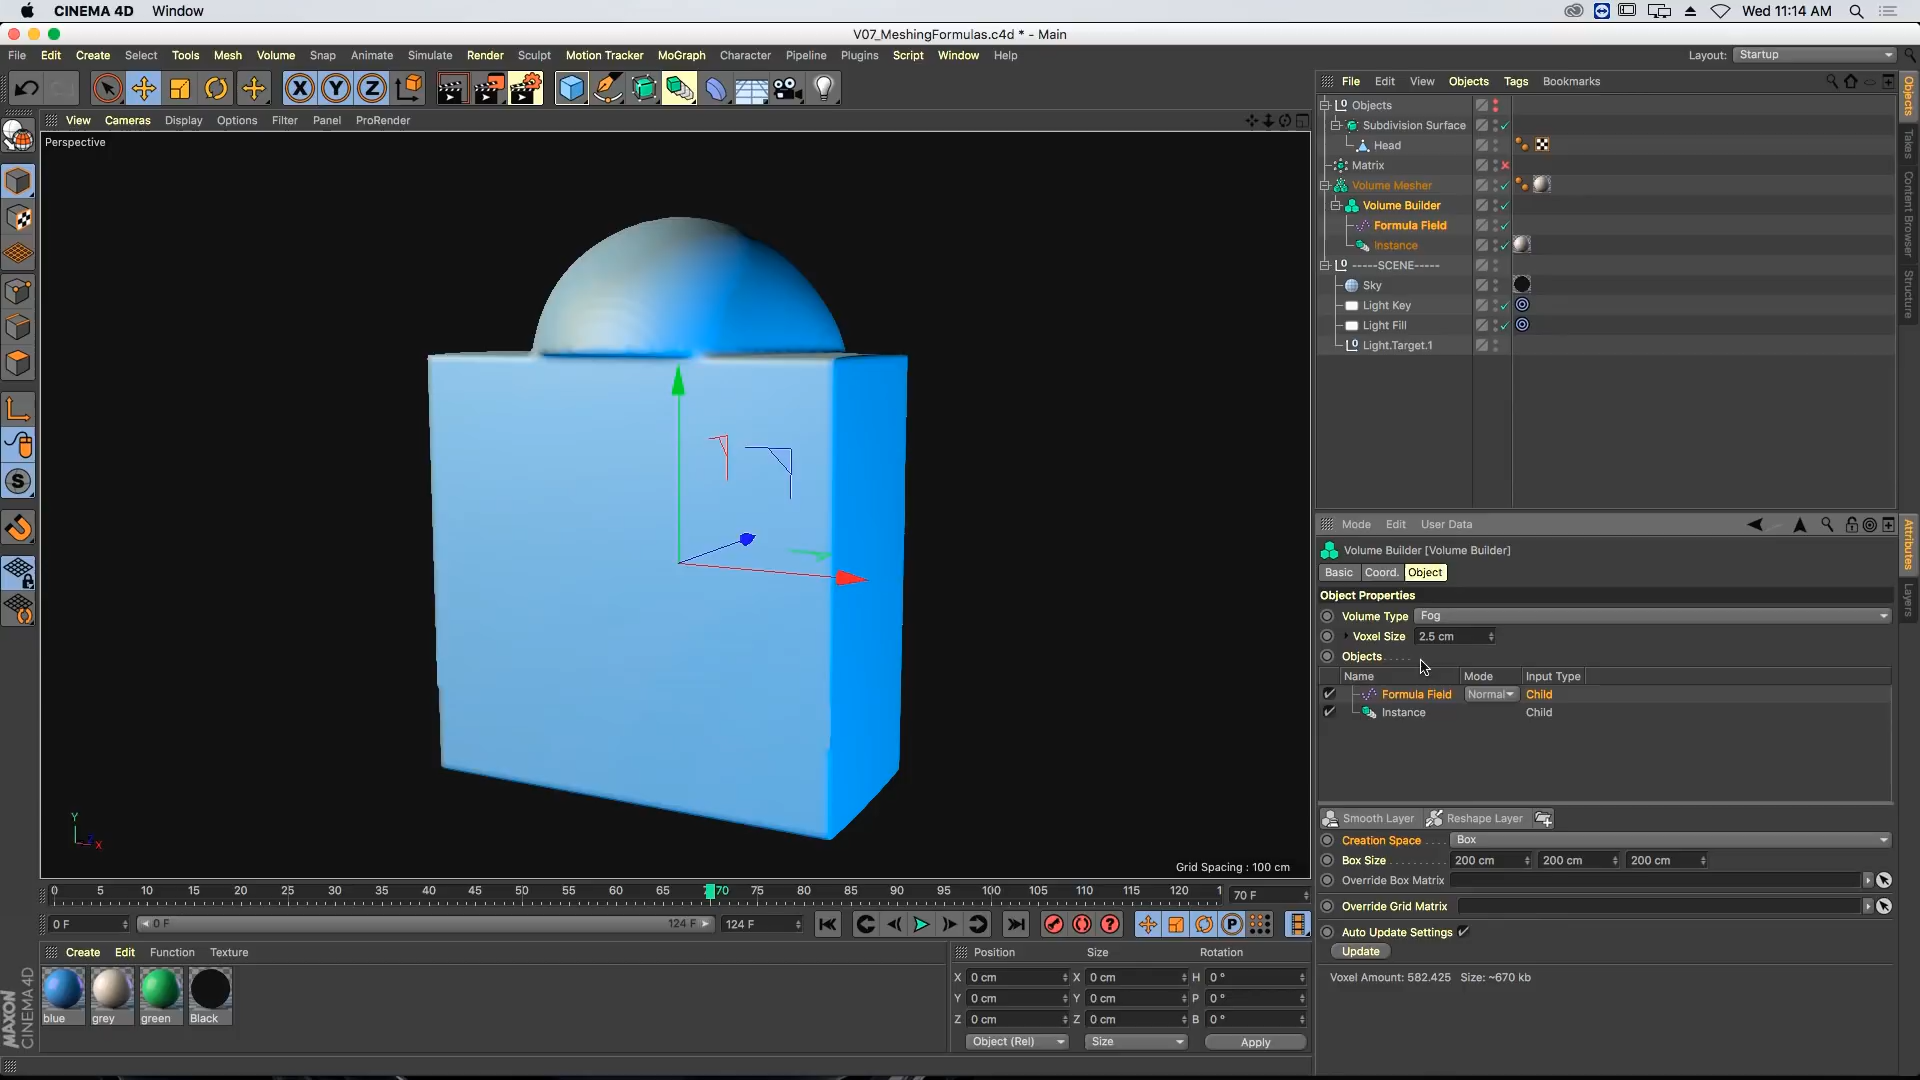 CINEMA 4D Window
Wed 11:14 AM
V07_MeshingFormulas.c4d * - Main
File Edit Create Select Tools Mesh Volume Snap Animate Simulate Render Sculpt Motion Tracker MoGraph Character Pipeline Plugins Script Window Help
Layout: Startup
X Y Z
View Cameras Display Options Filter Panel ProRender
Perspective
Grid Spacing : 100 cm
Y
X
File Edit View Objects Tags Bookmarks
Objects
Subdivision Surface
Head
Matrix
Volume Mesher
Volume Builder
Formula Field
Instance
-----SCENE-----
Sky
Light Key
Light Fill
Light.Target.1
Objects
Takes
Content Browser
Structure
Mode Edit User Data
Volume Builder [Volume Builder]
Basic Coord. Object
Object Properties
Volume Type Fog
Voxel Size 2.5 cm
Objects . . . . .
Name Mode Input Type
Formula Field Normal Child
Instance Child
Smooth Layer Reshape Layer
Creation Space . . . . Box
Box Size . . . . . . . . . 200 cm 200 cm 200 cm
Override Box Matrix
Override Grid Matrix
Auto Update Settings
Update
Voxel Amount: 582.425 Size: ~670 kb
Attributes
Layers
0 5 10 15 20 25 30 35 40 45 50 55 60 65 70 75 80 85 90 95 100 105 110 115 120 1
70 F
0 F 0 F 124 F 124 F
Create Edit Function Texture
blue grey green Black
Position Size Rotation
X 0 cm X 0 cm H 0 °
Y 0 cm Y 0 cm P 0 °
Z 0 cm Z 0 cm B 0 °
Object (Rel) Size Apply
MAXON
CINEMA 4D